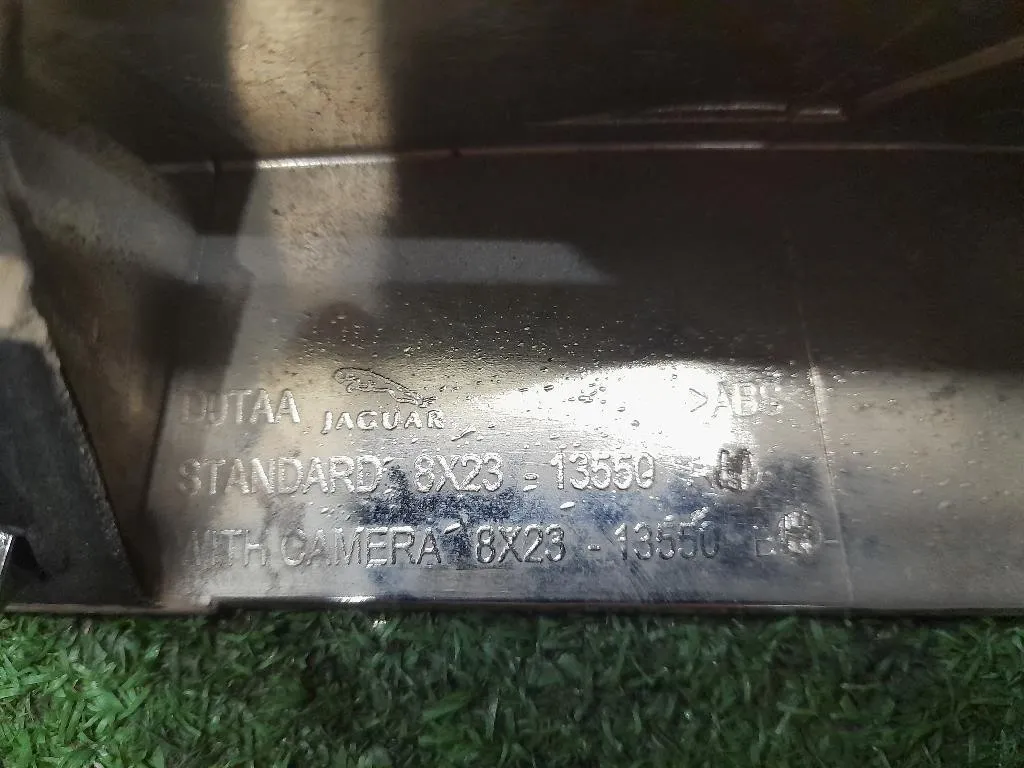 DUTAA JAGUAR >ABS<
STANDARD: 8X23 - 13550
WITH CAMERA 8X23 - 13550